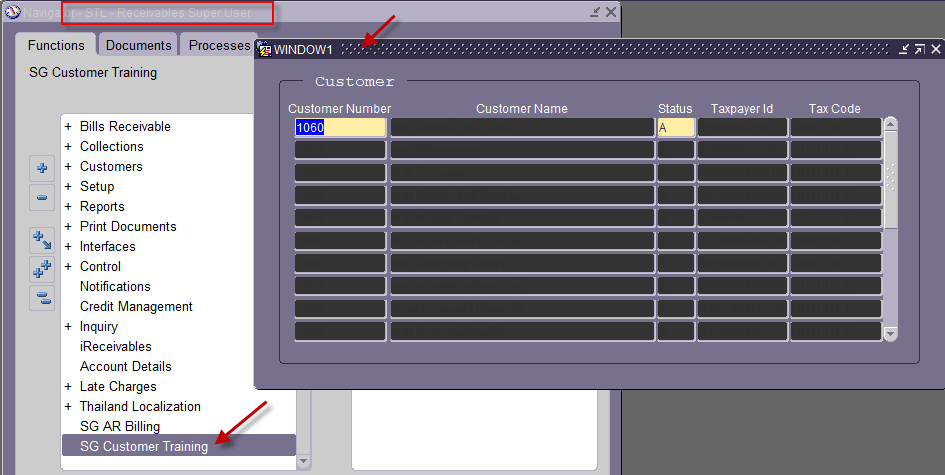 Navigator - STL - Receivables Super User
Functions
Documents
Processes
SG Customer Training
+ Bills Receivable
+ Collections
+ Customers
+ Setup
+ Reports
+ Print Documents
+ Interfaces
+ Control
Notifications
Credit Management
+ Inquiry
iReceivables
Account Details
+ Late Charges
+ Thailand Localization
SG AR Billing
SG Customer Training
WINDOW1
Customer
Customer Number Customer Name Status Taxpayer Id Tax Code
1060 A